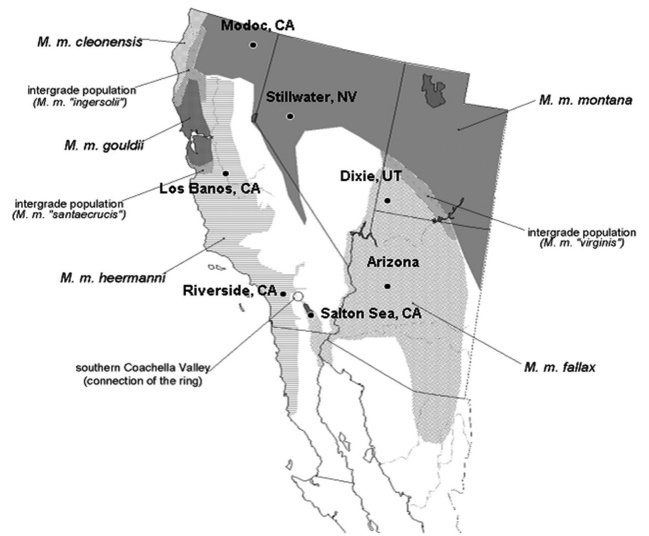 Modoc, CA
M. m. cleonensis
intergrade population
(M. m. "ingersolii")
Stillwater, NV
M. m. montana
M. m. gouldii
Dixie, UT
intergrade population
(M. m. "santaecrucis")
Los Banos, CA
intergrade population
(M. m. "virginis")
Arizona
M. m. heermanni
Riverside, CA
Salton Sea, CA
southern Coachella Valley
(connection of the ring)
M. m. fallax